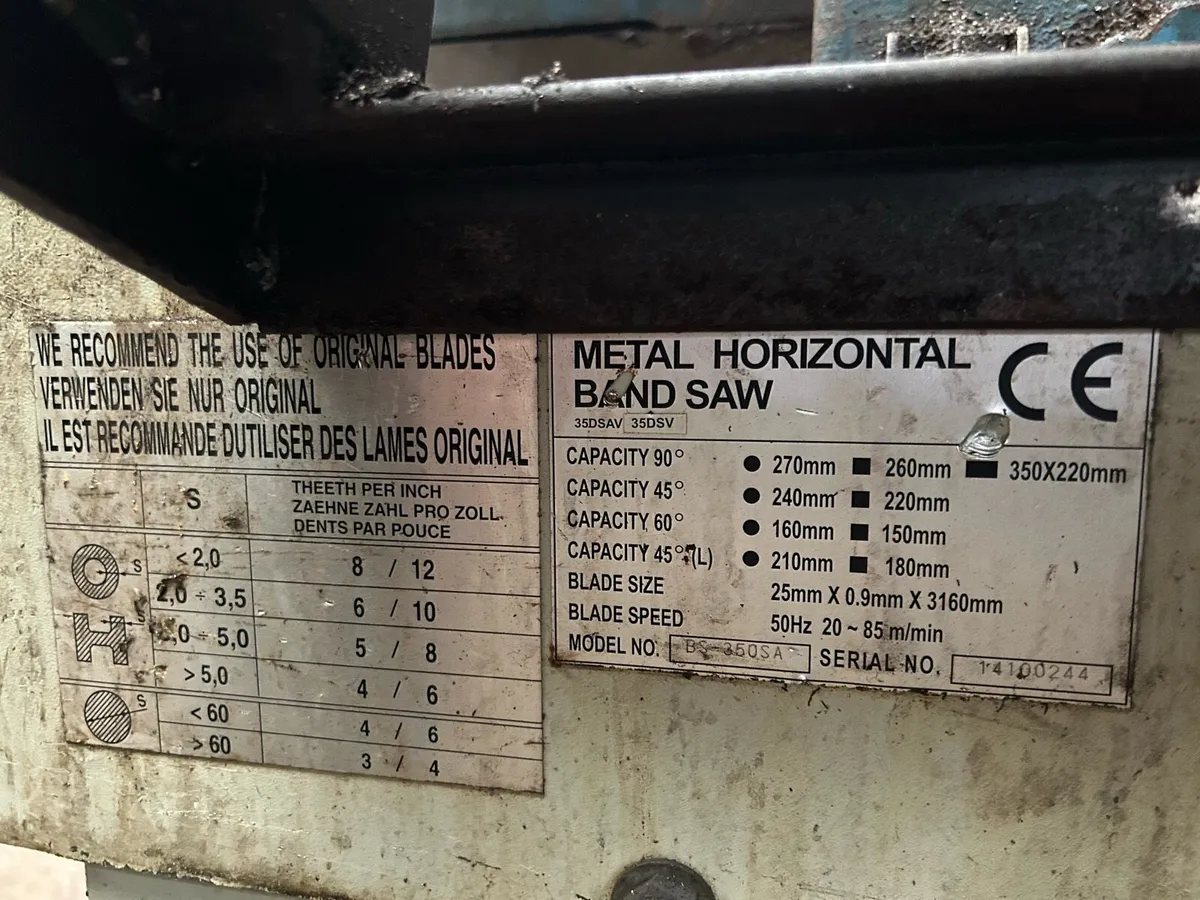 WE RECOMMEND THE USE OF ORIGINAL BLADES
VERWENDEN SIE NUR ORIGINAL
IL EST RECOMMANDE DUTILISER DES LAMES ORIGINAL
S
THEETH PER INCH
ZAEHNE ZAHL PRO ZOLL.
DENTS PAR POUCE
S
< 2,0 8 / 12
2,0 ÷ 3,5 6 / 10
S
,0 ÷ 5,0 5 / 8
> 5,0 4 / 6
S
< 60 4 / 6
> 60 3 / 4
METAL HORIZONTAL
BAND SAW
CE
35DSAV 35DSV
CAPACITY 90° ● 270mm ■ 260mm ▬ 350X220mm
CAPACITY 45° ● 240mm ■ 220mm
CAPACITY 60° ● 160mm ■ 150mm
CAPACITY 45° (L) ● 210mm ■ 180mm
BLADE SIZE 25mm X 0.9mm X 3160mm
BLADE SPEED 50Hz 20 ~ 85 m/min
MODEL NO. BS-350SA SERIAL NO. 14100244